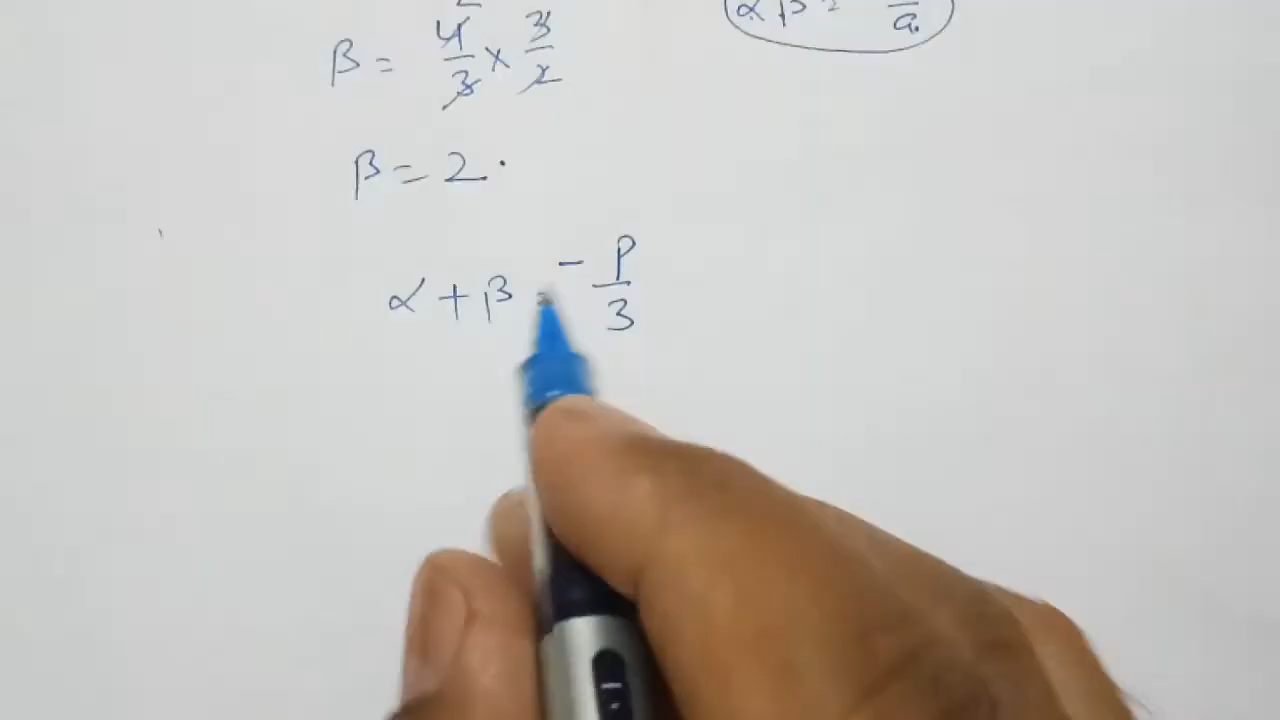 β = 4/3 × 3/2
α β = /a
β = 2 .
α + β = - P/3